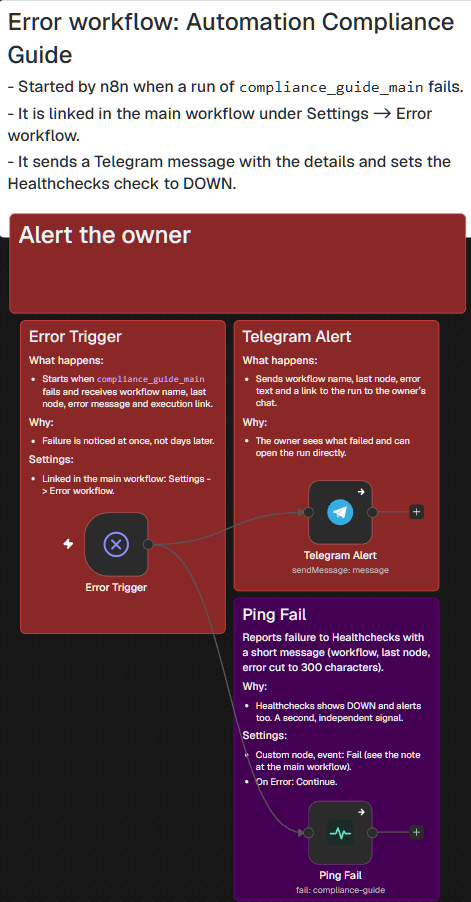 Error workflow: Automation Compliance
Guide
- Started by n8n when a run of compliance_guide_main fails.
- It is linked in the main workflow under Settings → Error
workflow.
- It sends a Telegram message with the details and sets the
Healthchecks check to DOWN.
Alert the owner
Error Trigger
What happens:
• Starts when compliance_guide_main
fails and receives workflow name, last
node, error message and execution link.
Why:
• Failure is noticed at once, not days later.
Settings:
• Linked in the main workflow: Settings -
> Error workflow.
Error Trigger
Telegram Alert
What happens:
• Sends workflow name, last node, error
text and a link to the run to the owner's
chat.
Why:
• The owner sees what failed and can
open the run directly.
Telegram Alert
sendMessage: message
Ping Fail
Reports failure to Healthchecks with
a short message (workflow, last node,
error cut to 300 characters).
Why:
• Healthchecks shows DOWN and alerts
too. A second, independent signal.
Settings:
• Custom node, event: Fail (see the note
at the main workflow).
• On Error: Continue.
Ping Fail
fail: compliance-guide